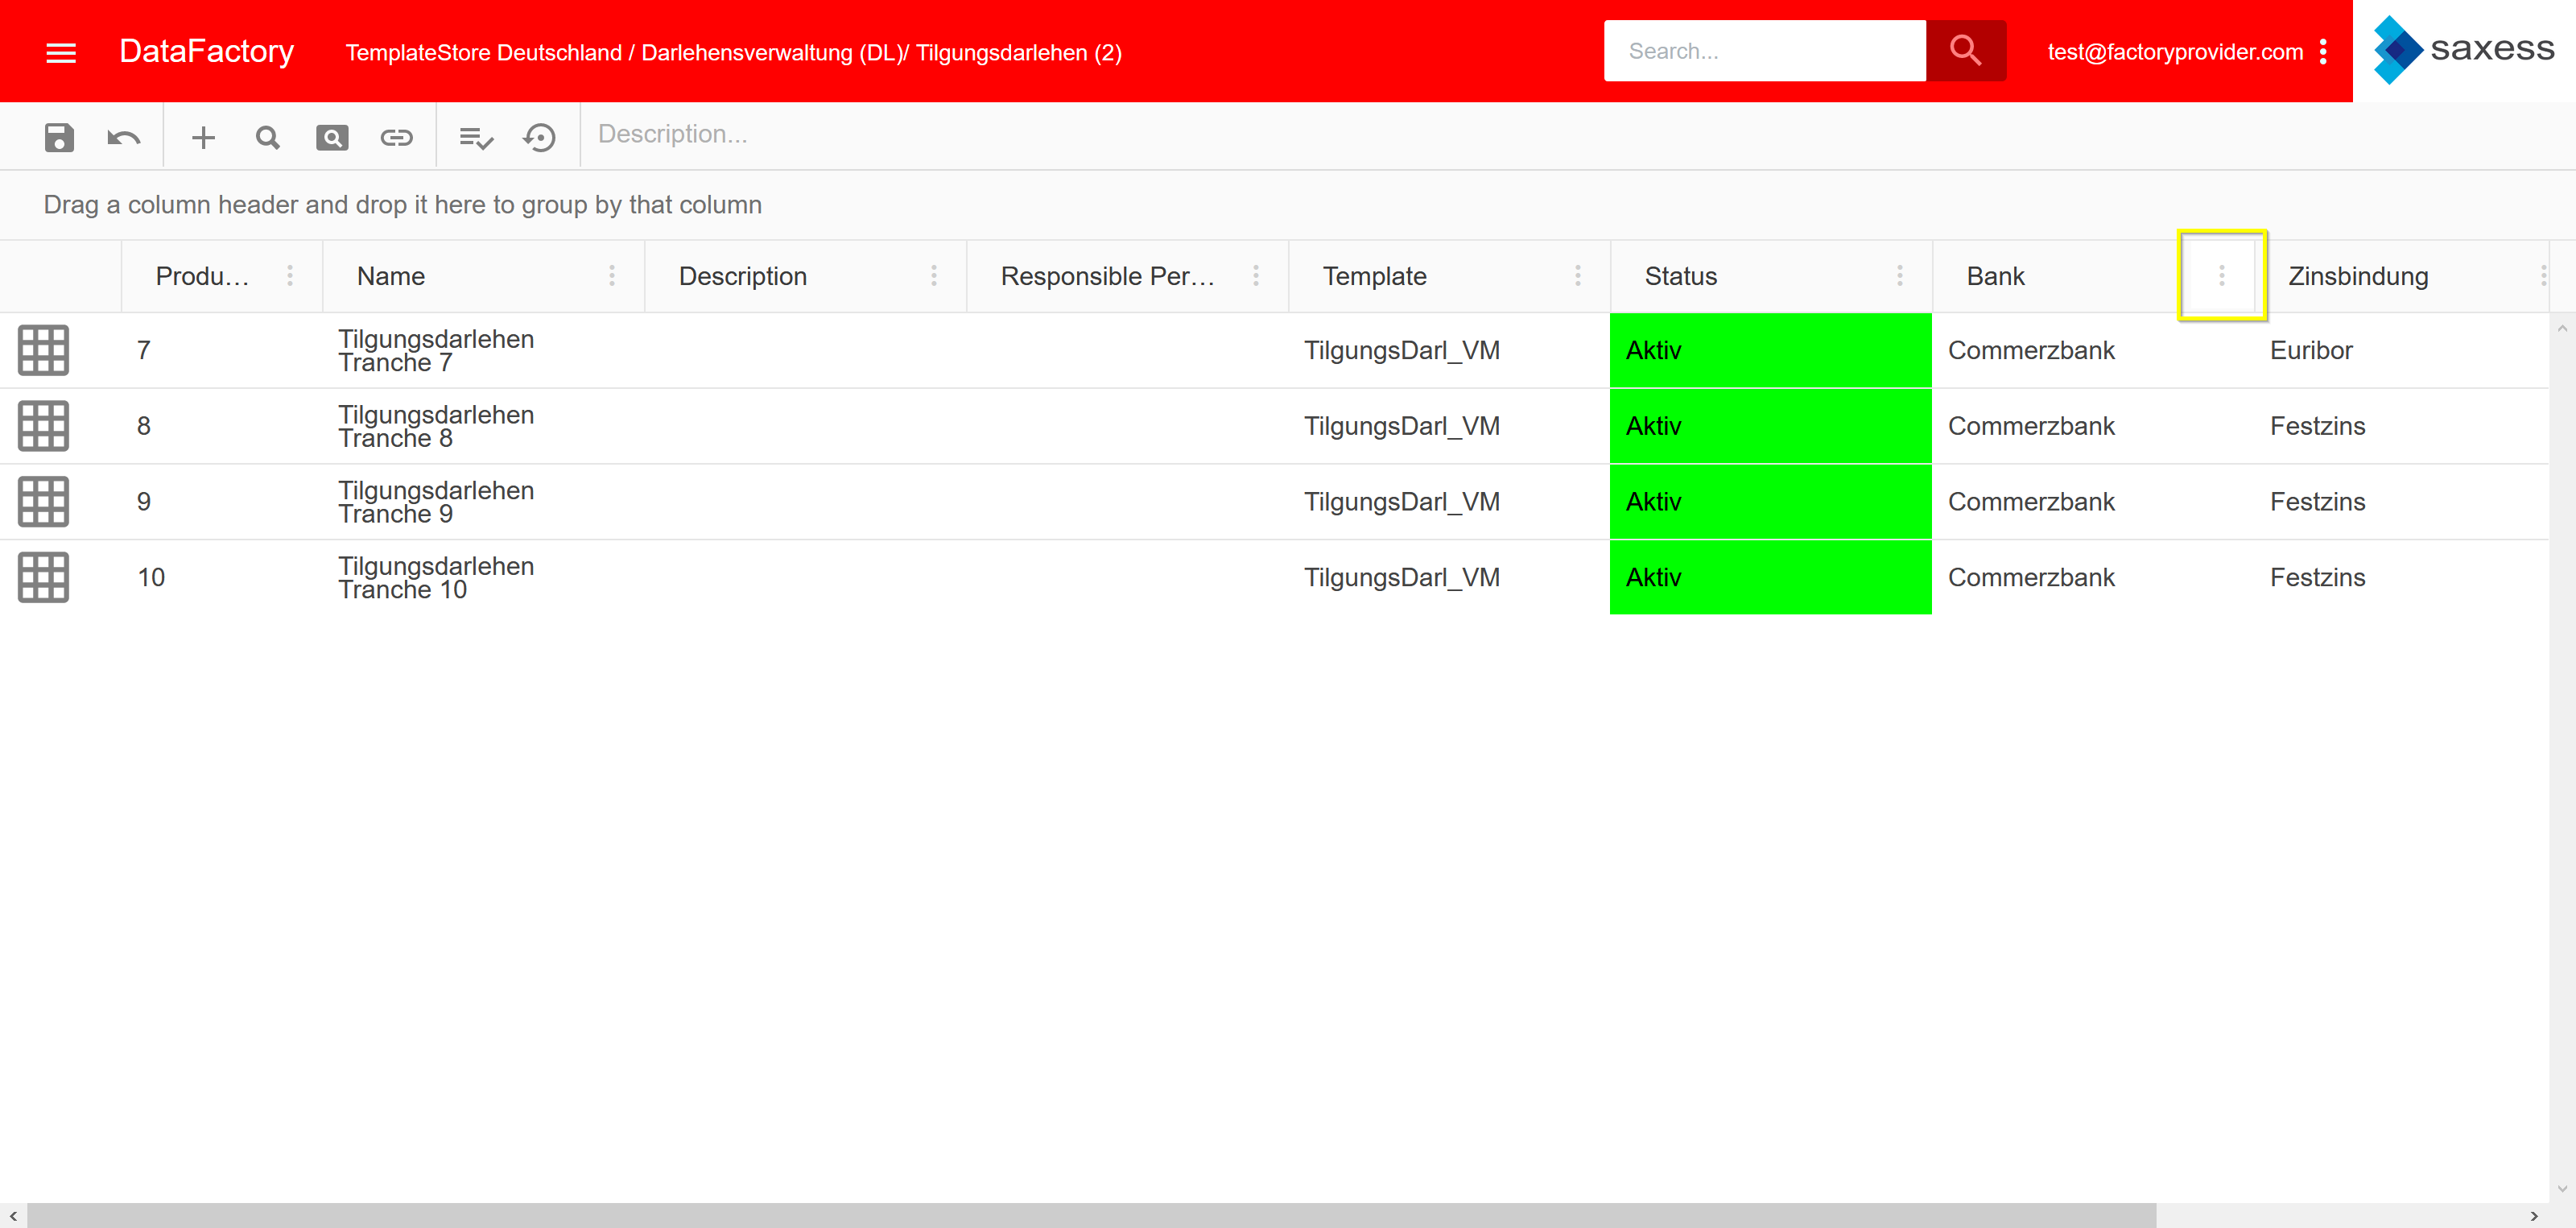 DataFactory TemplateStore Deutschland / Darlehensverwaltung (DL)/ Tilgungsdarlehen (2) Search... test@factoryprovider.com saxess
Description...
Drag a column header and drop it here to group by that column
Produ... Name Description Responsible Per... Template Status Bank Zinsbindung
7 Tilgungsdarlehen Tranche 7 TilgungsDarl_VM Aktiv Commerzbank Euribor
8 Tilgungsdarlehen Tranche 8 TilgungsDarl_VM Aktiv Commerzbank Festzins
9 Tilgungsdarlehen Tranche 9 TilgungsDarl_VM Aktiv Commerzbank Festzins
10 Tilgungsdarlehen Tranche 10 TilgungsDarl_VM Aktiv Commerzbank Festzins